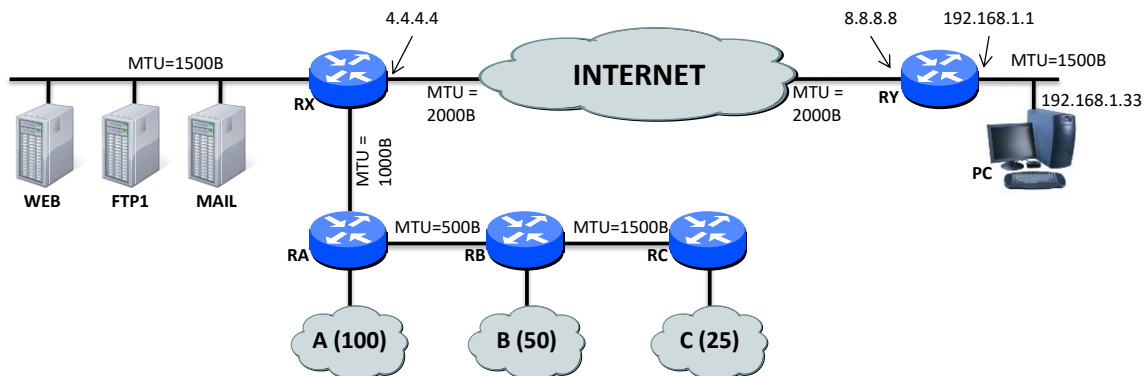 4.4.4.4
8.8.8.8
192.168.1.1
MTU=1500B
RX
INTERNET
MTU =
2000B
MTU =
2000B
RY
MTU=1500B
192.168.1.33
PC
WEB
FTP1
MAIL
MTU =
1000B
RA
MTU=500B
RB
MTU=1500B
RC
A (100)
B (50)
C (25)